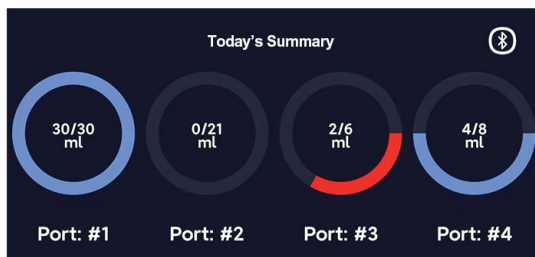 Today's Summary
30/30
ml
0/21
ml
2/6
ml
4/8
ml
Port: #1
Port: #2
Port: #3
Port: #4